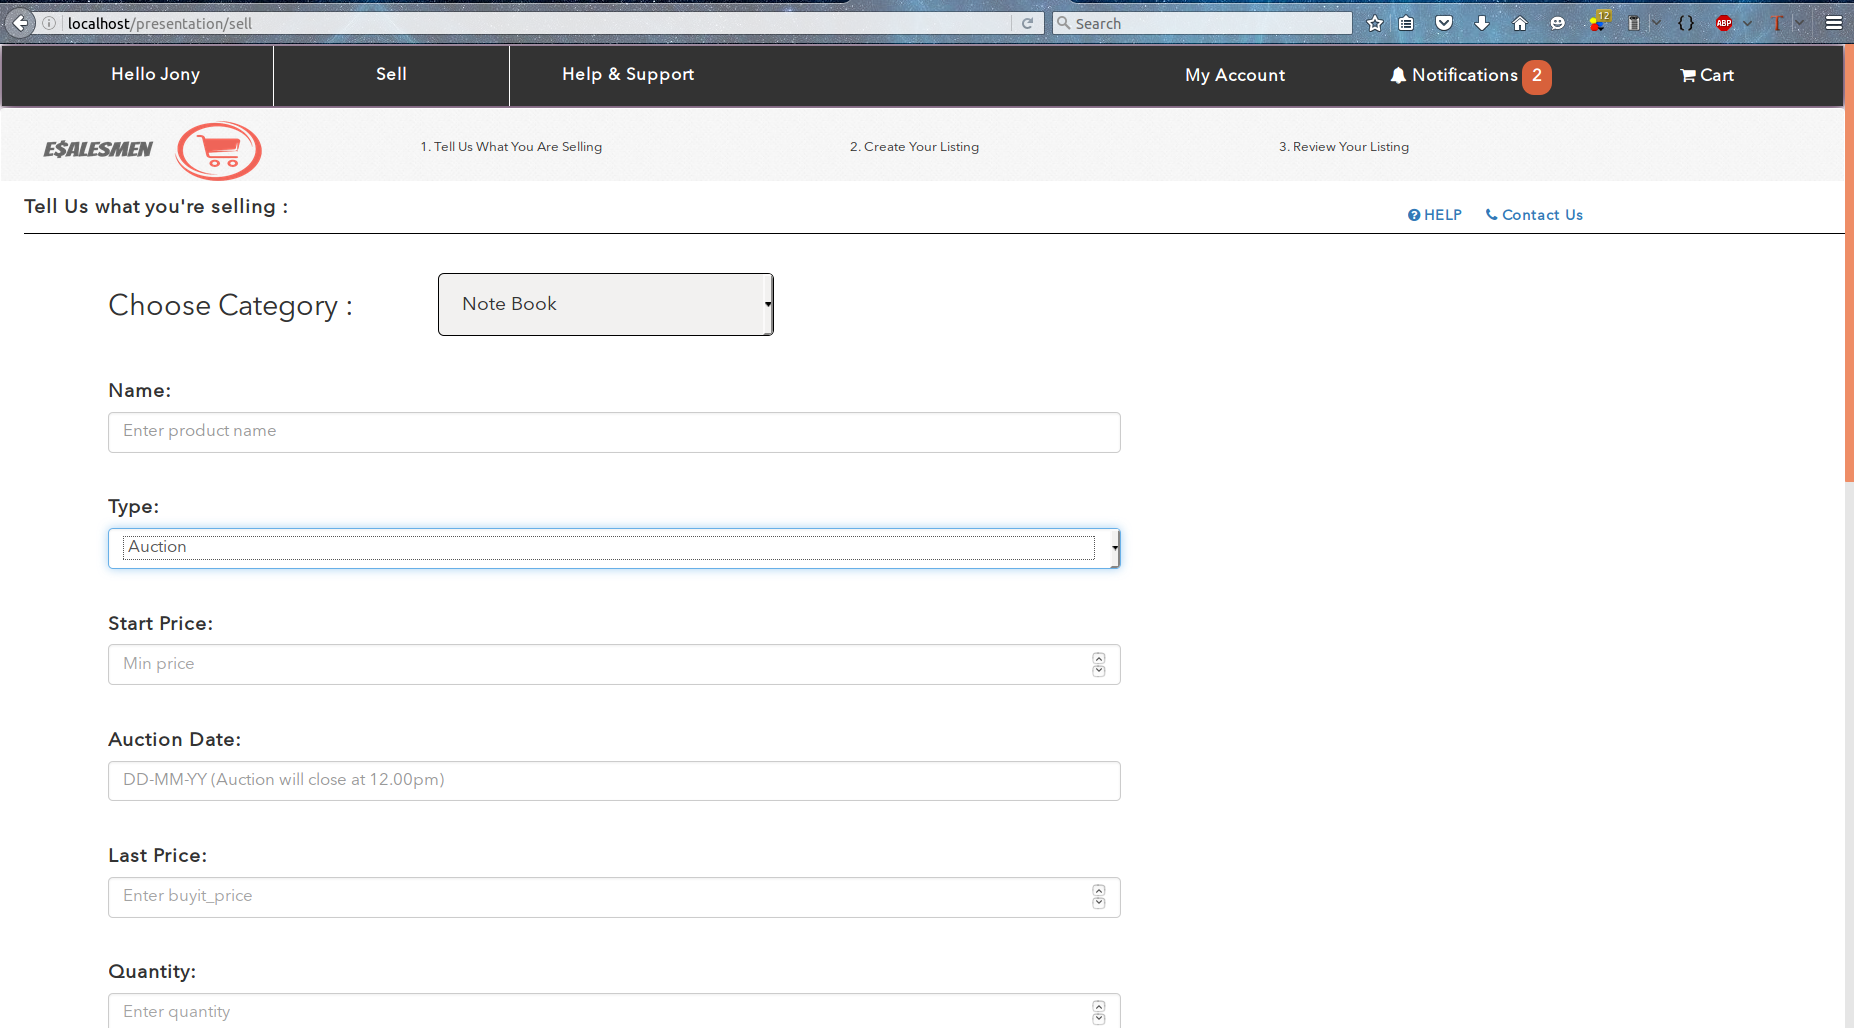 localhost/presentation/sell
Search
12
ABP
Hello Jony
Sell
Help & Support
My Account
Notifications 2
Cart
E$ALESMEN
1. Tell Us What You Are Selling
2. Create Your Listing
3. Review Your Listing
Tell Us what you're selling :
HELP
Contact Us
Choose Category :
Note Book
Name:
Enter product name
Type:
Auction
Start Price:
Min price
Auction Date:
DD-MM-YY (Auction will close at 12.00pm)
Last Price:
Enter buyit_price
Quantity:
Enter quantity